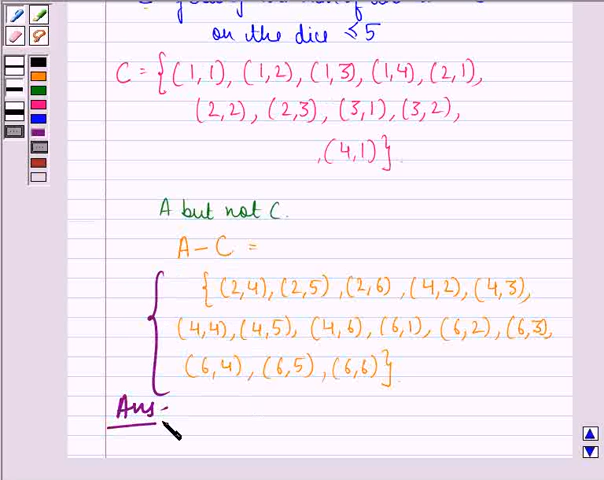 on the dice ≤ 5
C = {(1,1), (1,2), (1,3), (1,4), (2,1),
(2,2), (2,3), (3,1), (3,2),
,(4,1)}.
A but not C.
A – C =
{(2,4), (2,5), (2,6), (4,2), (4,3),
(4,4), (4,5), (4,6), (6,1), (6,2), (6,3),
(6,4), (6,5), (6,6)}.
Ans: